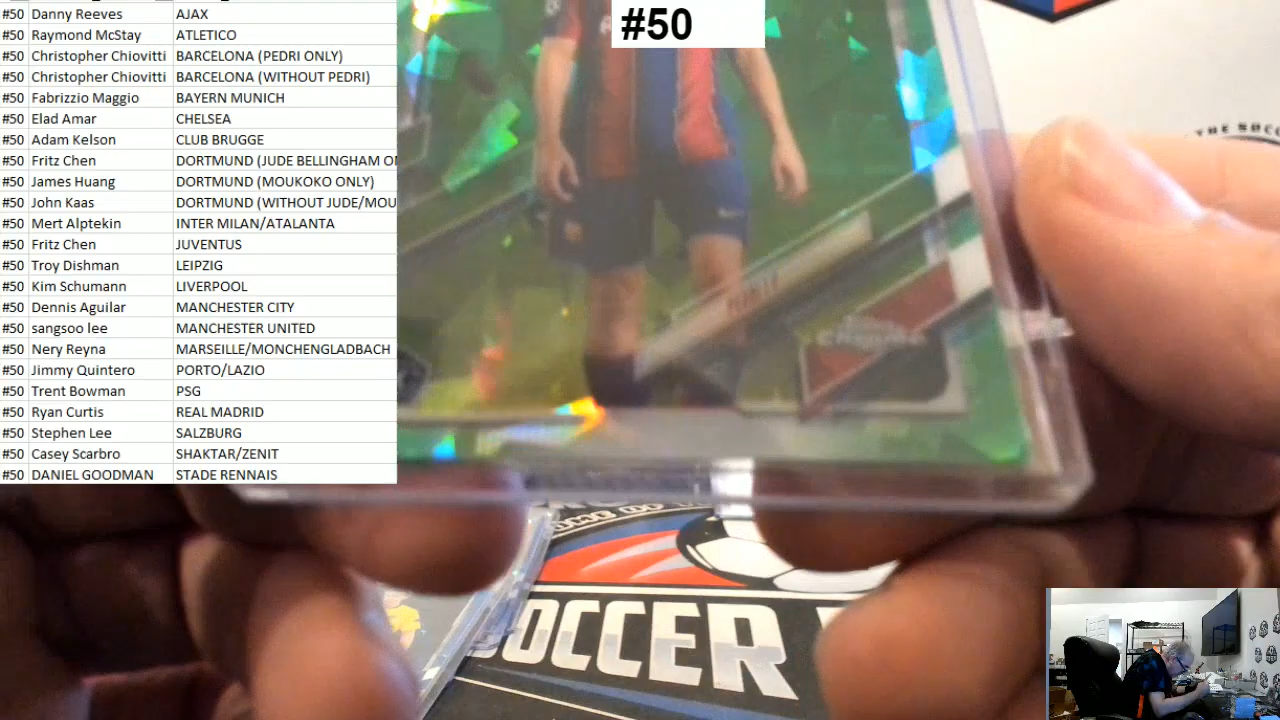 #50
#50 Danny Reeves AJAX
#50 Raymond McStay ATLETICO
#50 Christopher Chiovitti BARCELONA (PEDRI ONLY)
#50 Christopher Chiovitti BARCELONA (WITHOUT PEDRI)
#50 Fabrizzio Maggio BAYERN MUNICH
#50 Elad Amar CHELSEA
#50 Adam Kelson CLUB BRUGGE
#50 Fritz Chen DORTMUND (JUDE BELLINGHAM O
#50 James Huang DORTMUND (MOUKOKO ONLY)
#50 John Kaas DORTMUND (WITHOUT JUDE/MOU
#50 Mert Alptekin INTER MILAN/ATALANTA
#50 Fritz Chen JUVENTUS
#50 Troy Dishman LEIPZIG
#50 Kim Schumann LIVERPOOL
#50 Dennis Aguilar MANCHESTER CITY
#50 sangsoo lee MANCHESTER UNITED
#50 Nery Reyna MARSEILLE/MONCHENGLADBACH
#50 Jimmy Quintero PORTO/LAZIO
#50 Trent Bowman PSG
#50 Ryan Curtis REAL MADRID
#50 Stephen Lee SALZBURG
#50 Casey Scarbro SHAKTAR/ZENIT
#50 DANIEL GOODMAN STADE RENNAIS
THE SOCC
SOCCER